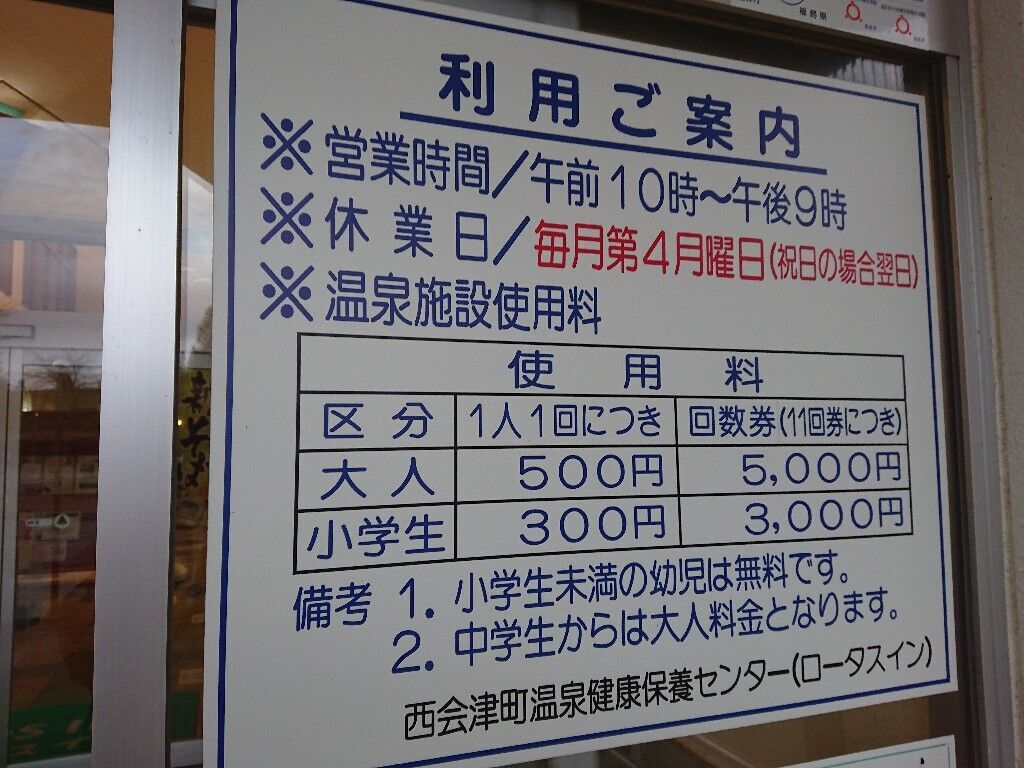 福島県
利用ご案内
※営業時間/午前10時~午後9時
※休業日/毎月第4月曜日(祝日の場合翌日)
※温泉施設使用料
使用料
区分 1人1回につき 回数券(11回券につき)
大人 500円 5,000円
小学生 300円 3,000円
備考 1. 小学生未満の幼児は無料です。
2. 中学生からは大人料金となります。
西会津町温泉健康保養センター(ロータスイン)
新そば